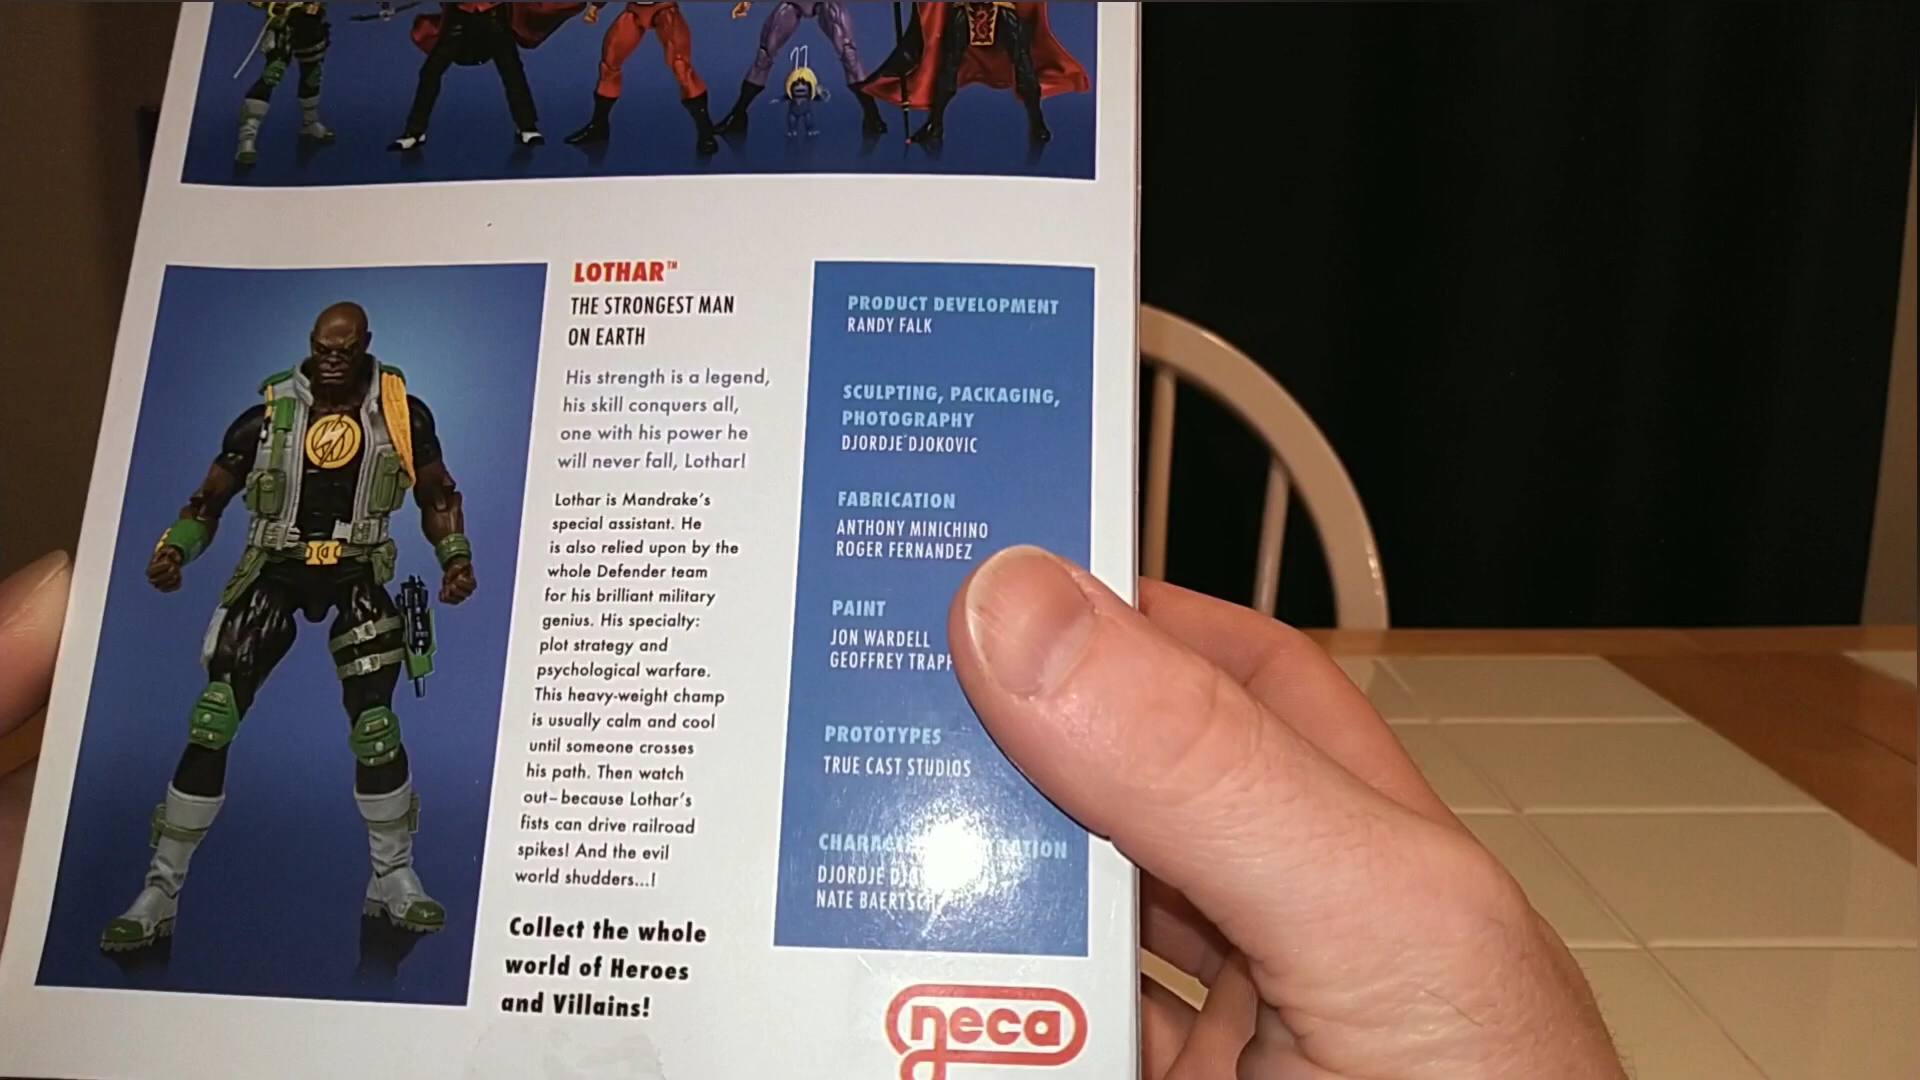 LOTHAR™
THE STRONGEST MAN
ON EARTH
His strength is a legend,
his skill conquers all,
one with his power he
will never fall, Lothar!
Lothar is Mandrake's
special assistant. He
is also relied upon by the
whole Defender team
for his brilliant military
genius. His specialty:
plot strategy and
psychological warfare.
This heavy-weight champ
is usually calm and cool
until someone crosses
his path. Then watch
out–because Lothar's
fists can drive railroad
spikes! And the evil
world shudders...!
Collect the whole
world of Heroes
and Villains!
PRODUCT DEVELOPMENT
RANDY FALK
SCULPTING, PACKAGING,
PHOTOGRAPHY
DJORDJE DJOKOVIC
FABRICATION
ANTHONY MINICHINO
ROGER FERNANDEZ
PAINT
JON WARDELL
GEOFFREY
PROTOTYPES
TRUE CAST STUDIOS
DJORDJE
NATE
neca